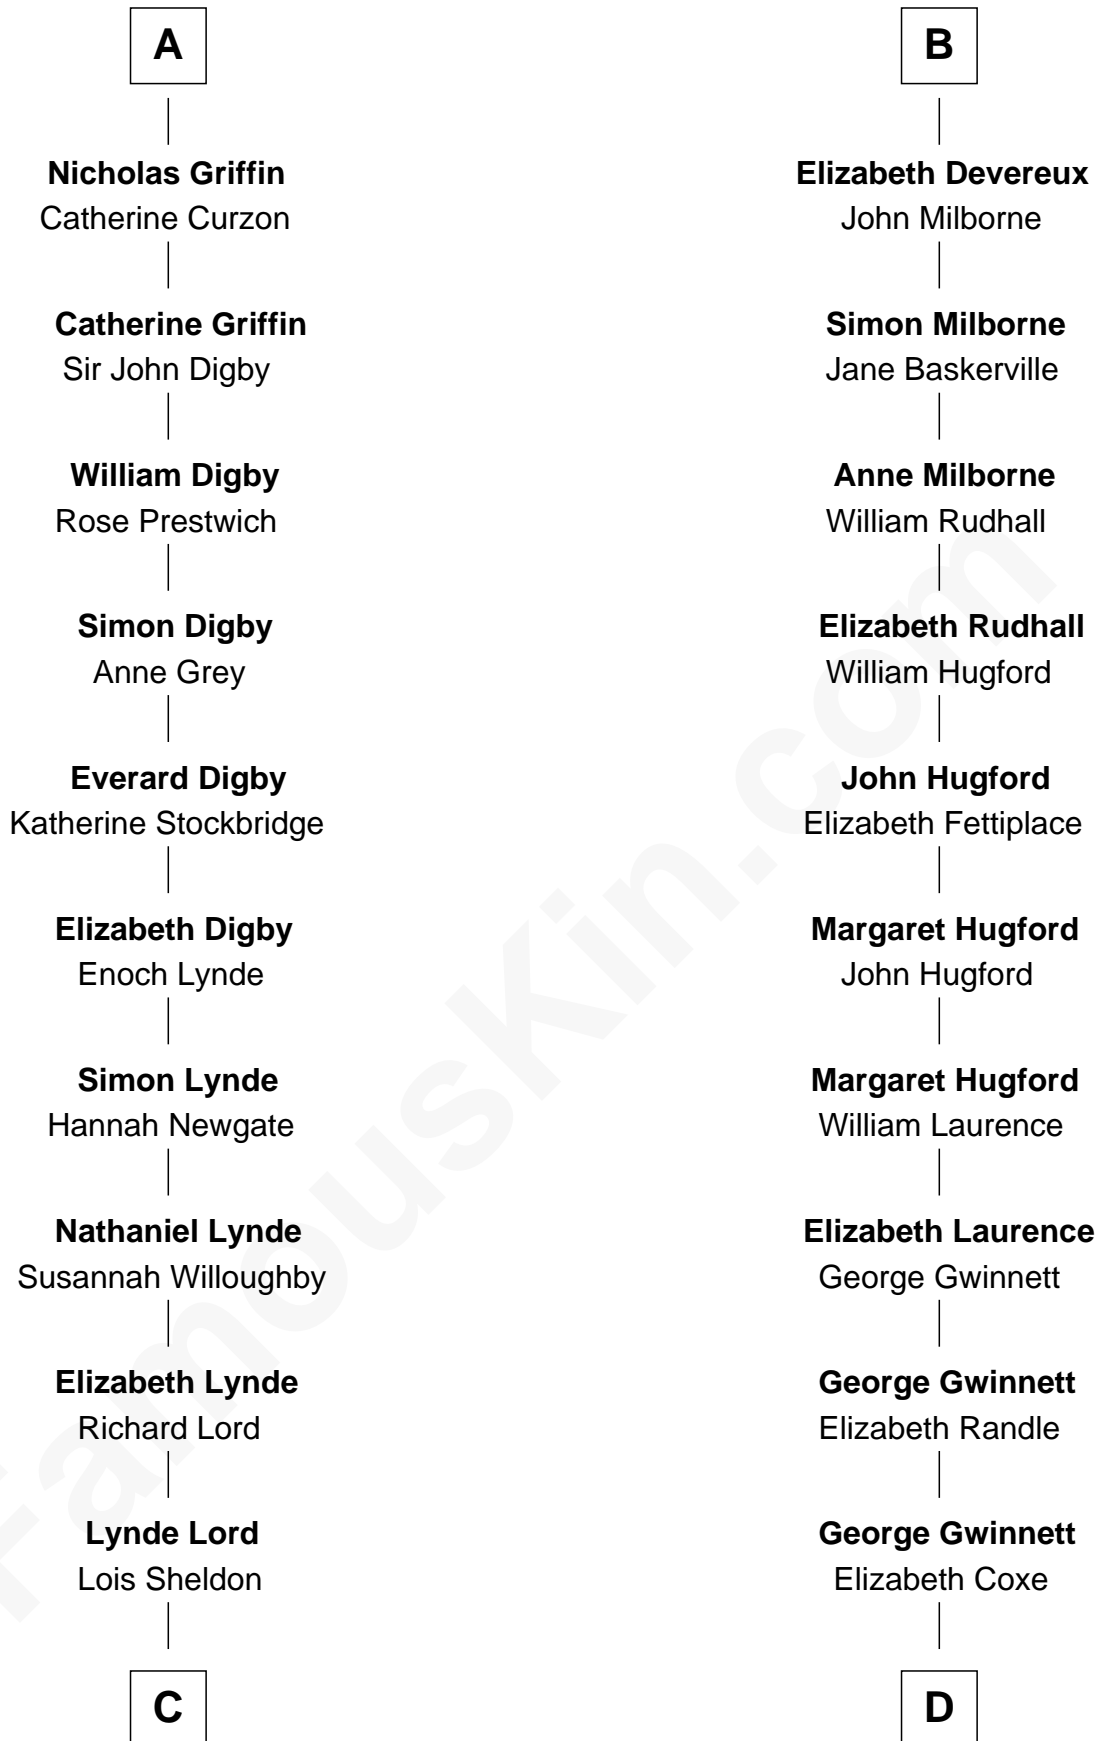 A
Nicholas Griffin
Catherine Curzon
Catherine Griffin
Sir John Digby
William Digby
Rose Prestwich
Simon Digby
Anne Grey
Everard Digby
Katherine Stockbridge
Elizabeth Digby
Enoch Lynde
Simon Lynde
Hannah Newgate
Nathaniel Lynde
Susannah Willoughby
Elizabeth Lynde
Richard Lord
Lynde Lord
Lois Sheldon
C
B
Elizabeth Devereux
John Milborne
Simon Milborne
Jane Baskerville
Anne Milborne
William Rudhall
Elizabeth Rudhall
William Hugford
John Hugford
Elizabeth Fettiplace
Margaret Hugford
John Hugford
Margaret Hugford
William Laurence
Elizabeth Laurence
George Gwinnett
George Gwinnett
Elizabeth Randle
George Gwinnett
Elizabeth Coxe
D
FamousKin.com